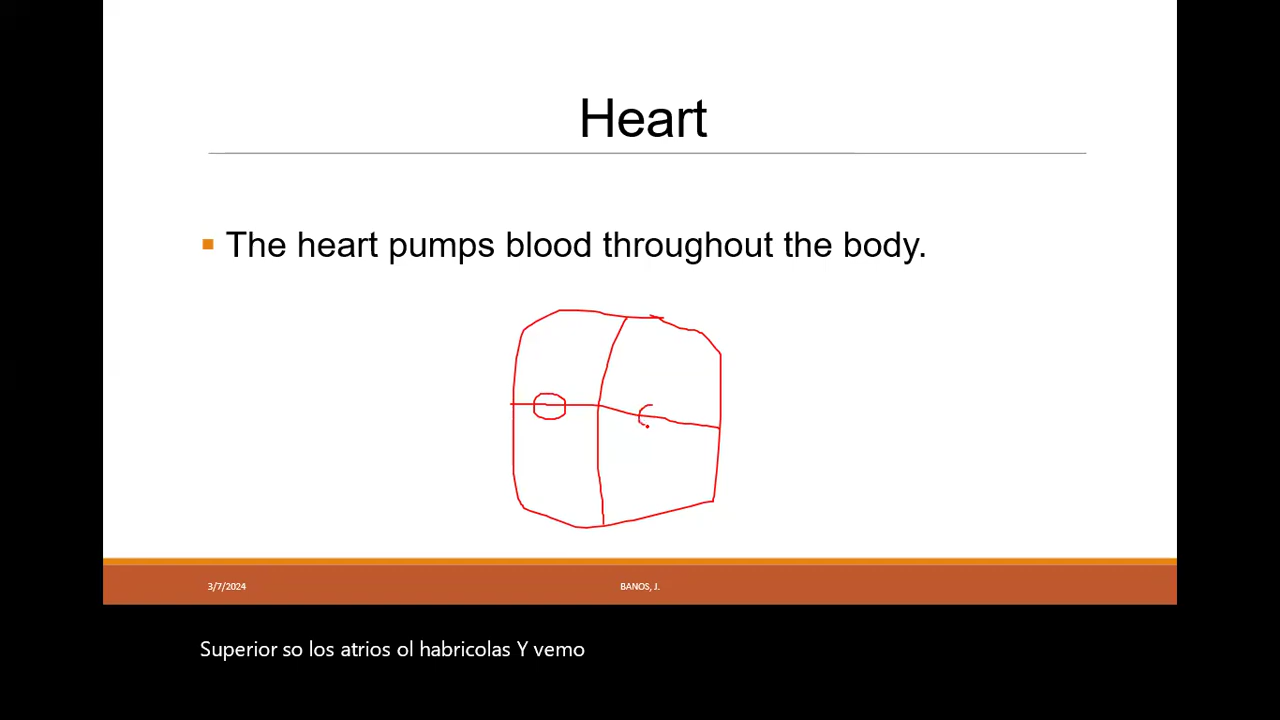 Heart
The heart pumps blood throughout the body.
3/7/2024
BANOS, J.
Superior so los atrios ol habricolas Y vemo